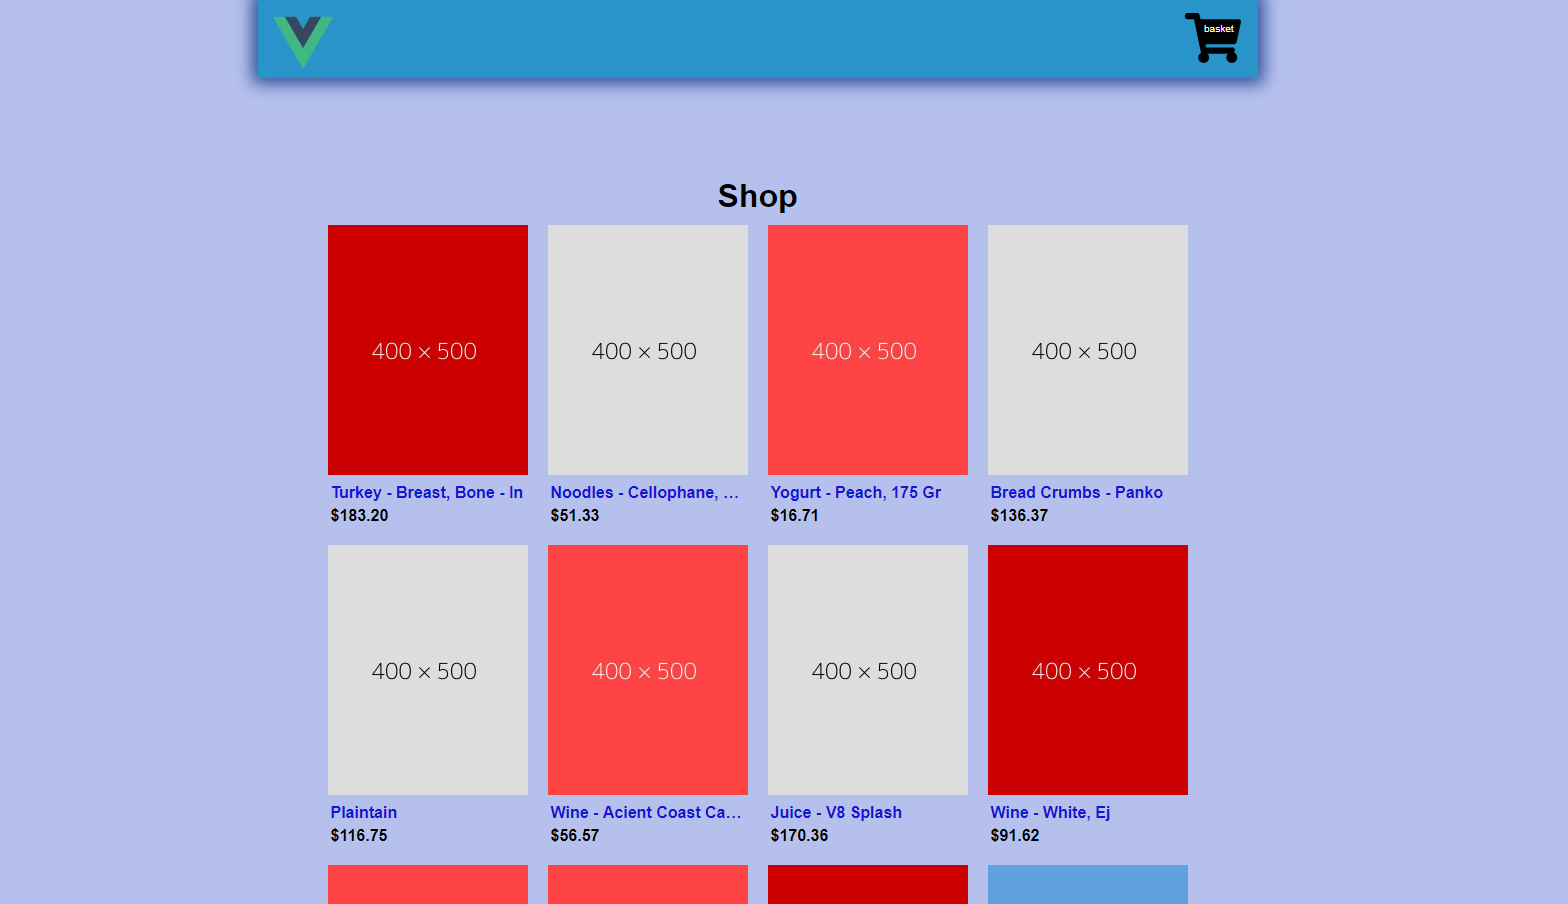 basket
Shop
400 × 500
400 × 500
400 × 500
400 × 500
Turkey - Breast, Bone - In
Noodles - Cellophane, ...
Yogurt - Peach, 175 Gr
Bread Crumbs - Panko
$183.20
$51.33
$16.71
$136.37
400 × 500
400 × 500
400 × 500
400 × 500
Plaintain
Wine - Acient Coast Ca...
Juice - V8 Splash
Wine - White, Ej
$116.75
$56.57
$170.36
$91.62